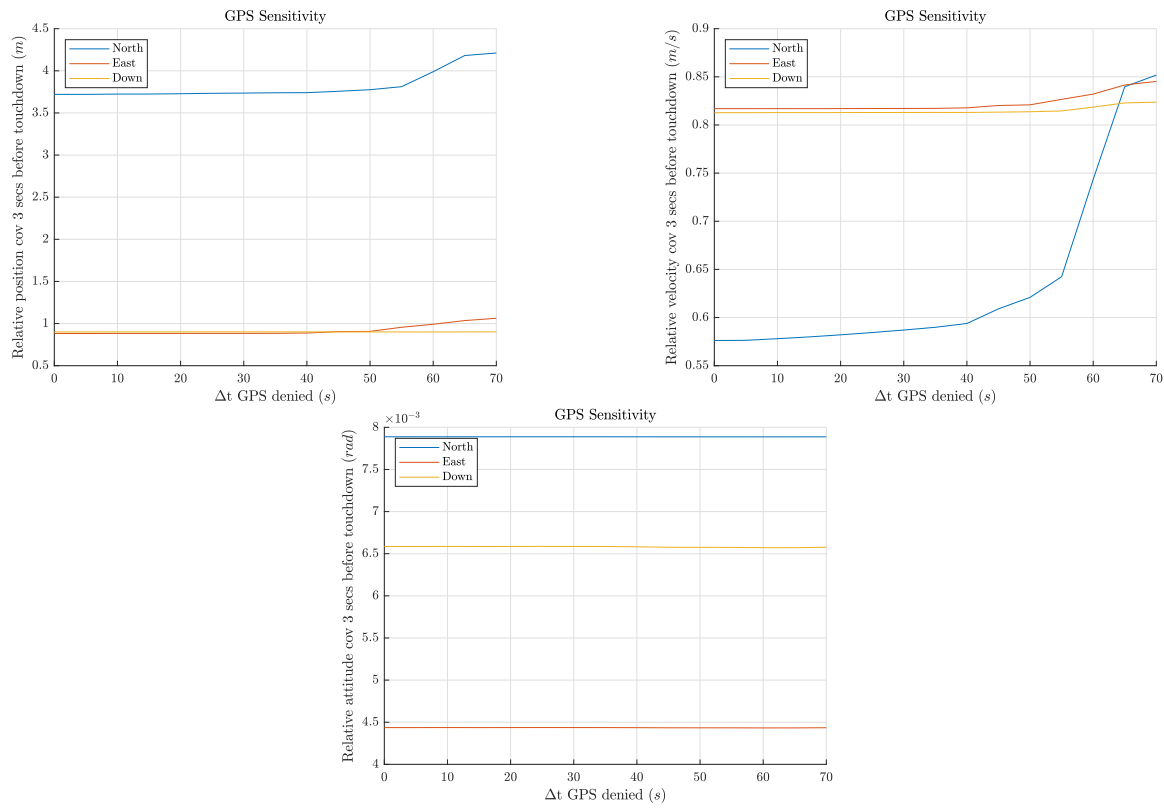 GPS Sensitivity
Relative position cov 3 secs before touchdown (m)
4.5
4
3.5
3
2.5
2
1.5
1
0.5
North
East
Down
0 10 20 30 40 50 60 70
Δt GPS denied (s)
GPS Sensitivity
Relative velocity cov 3 secs before touchdown (m/s)
0.9
0.85
0.8
0.75
0.7
0.65
0.6
0.55
North
East
Down
0 10 20 30 40 50 60 70
Δt GPS denied (s)
GPS Sensitivity
×10⁻³
Relative attitude cov 3 secs before touchdown (rad)
8
7.5
7
6.5
6
5.5
5
4.5
4
North
East
Down
0 10 20 30 40 50 60 70
Δt GPS denied (s)